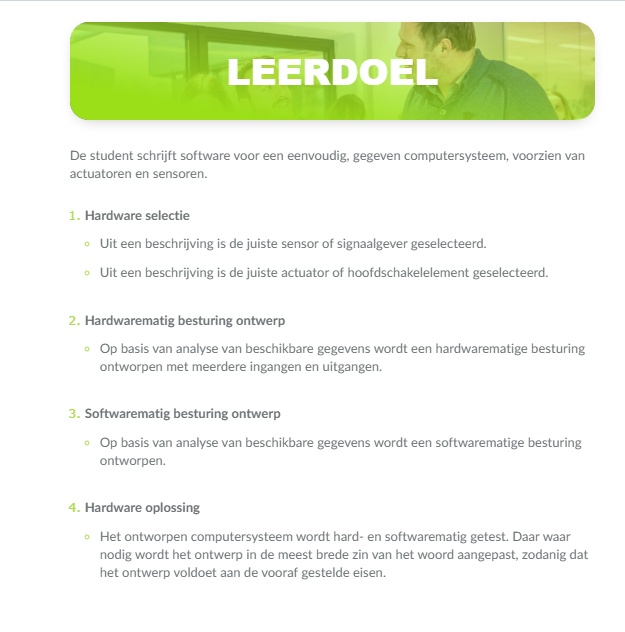 LEERDOEL
De student schrijft software voor een eenvoudig, gegeven computersysteem, voorzien van
actuatoren en sensoren.
1. Hardware selectie
Uit een beschrijving is de juiste sensor of signaalgever geselecteerd.
Uit een beschrijving is de juiste actuator of hoofdschakelelement geselecteerd.
2. Hardwarematig besturing ontwerp
Op basis van analyse van beschikbare gegevens wordt een hardwarematige besturing
ontworpen met meerdere ingangen en uitgangen.
3. Softwarematig besturing ontwerp
Op basis van analyse van beschikbare gegevens wordt een softwarematige besturing
ontworpen.
4. Hardware oplossing
Het ontworpen computersysteem wordt hard- en softwarematig getest. Daar waar
nodig wordt het ontwerp in de meest brede zin van het woord aangepast, zodanig dat
het ontwerp voldoet aan de vooraf gestelde eisen.